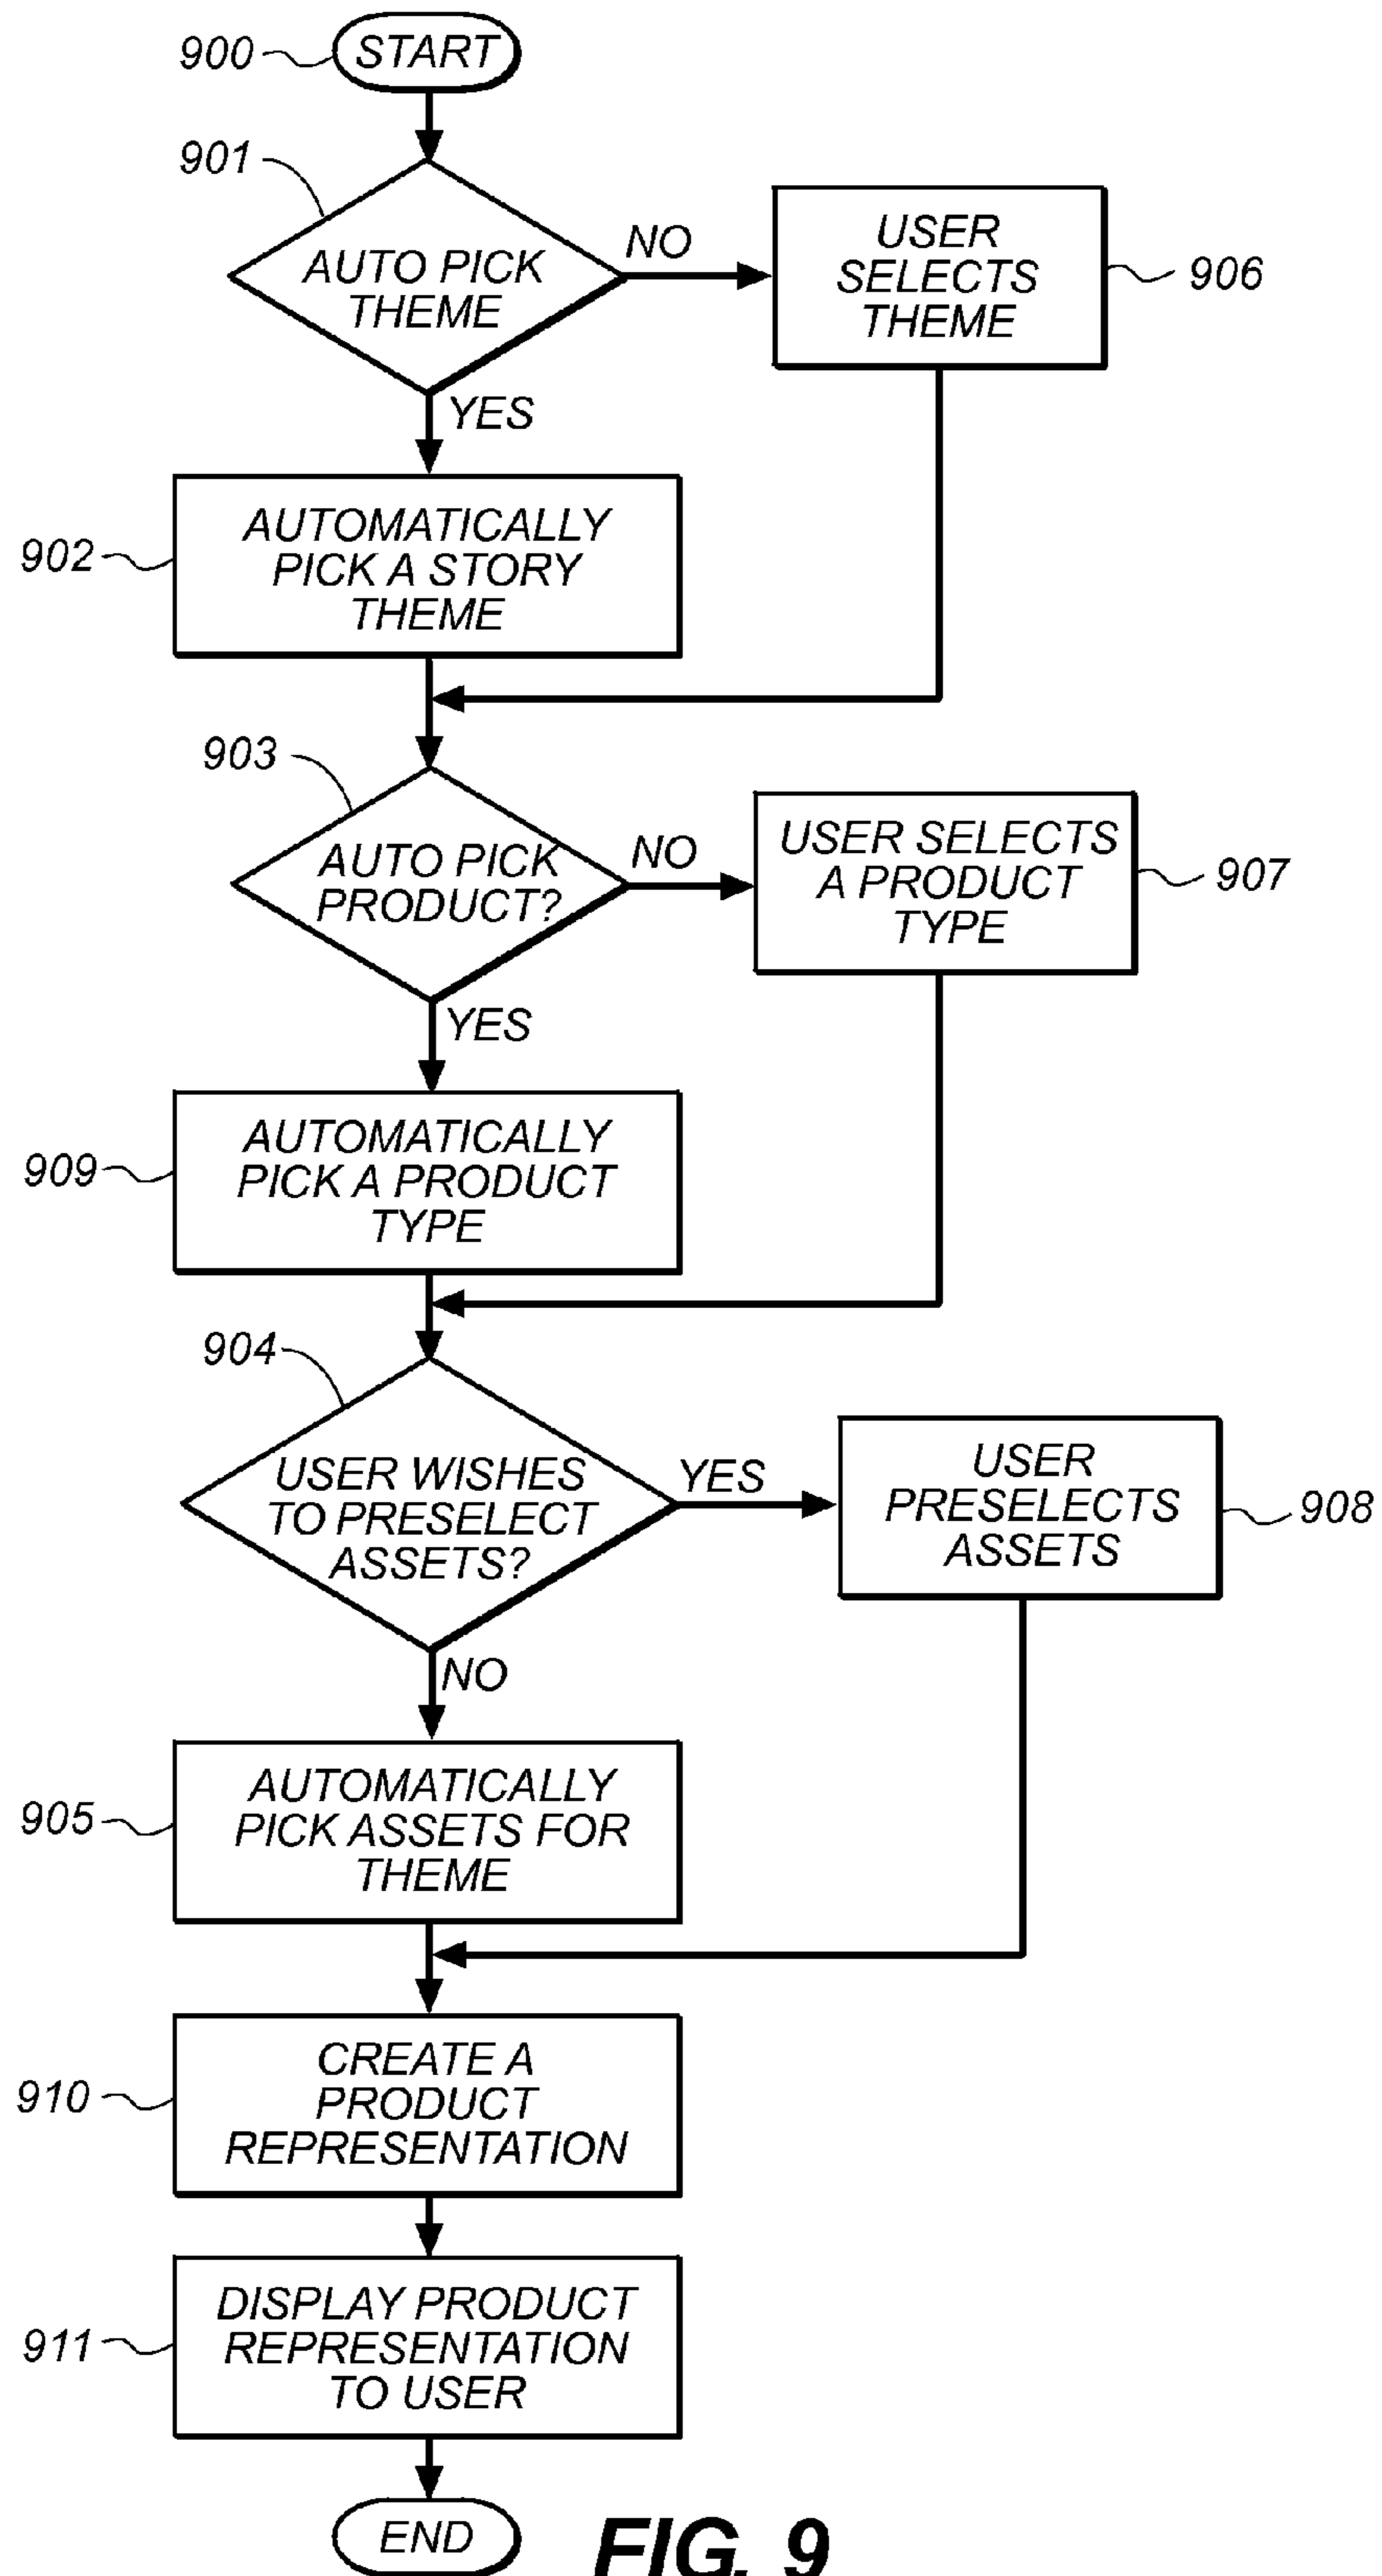 900
START
901
AUTO PICK
THEME
NO
USER
SELECTS
THEME
906
YES
902
AUTOMATICALLY
PICK A STORY
THEME
903
AUTO PICK
PRODUCT?
NO
USER SELECTS
A PRODUCT
TYPE
907
YES
909
AUTOMATICALLY
PICK A PRODUCT
TYPE
904
USER WISHES
TO PRESELECT
ASSETS?
YES
USER
PRESELECTS
ASSETS
908
NO
905
AUTOMATICALLY
PICK ASSETS FOR
THEME
910
CREATE A
PRODUCT
REPRESENTATION
911
DISPLAY PRODUCT
REPRESENTATION
TO USER
END
FIG. 9